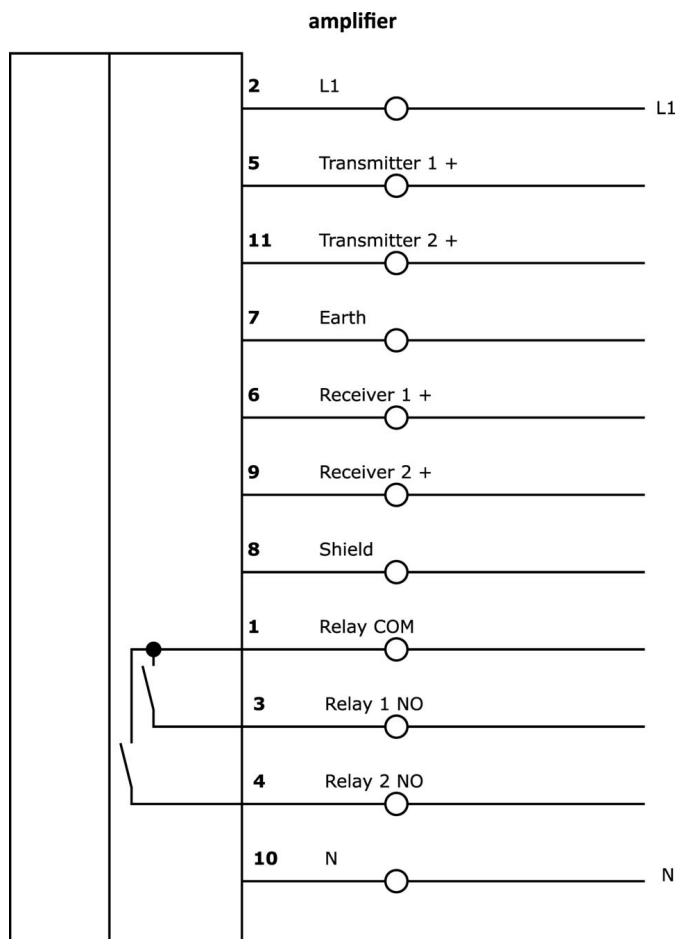 amplifier
2 L1
L1
5 Transmitter 1 +
11 Transmitter 2 +
7 Earth
6 Receiver 1 +
9 Receiver 2 +
8 Shield
1 Relay COM
3 Relay 1 NO
4 Relay 2 NO
10 N
N